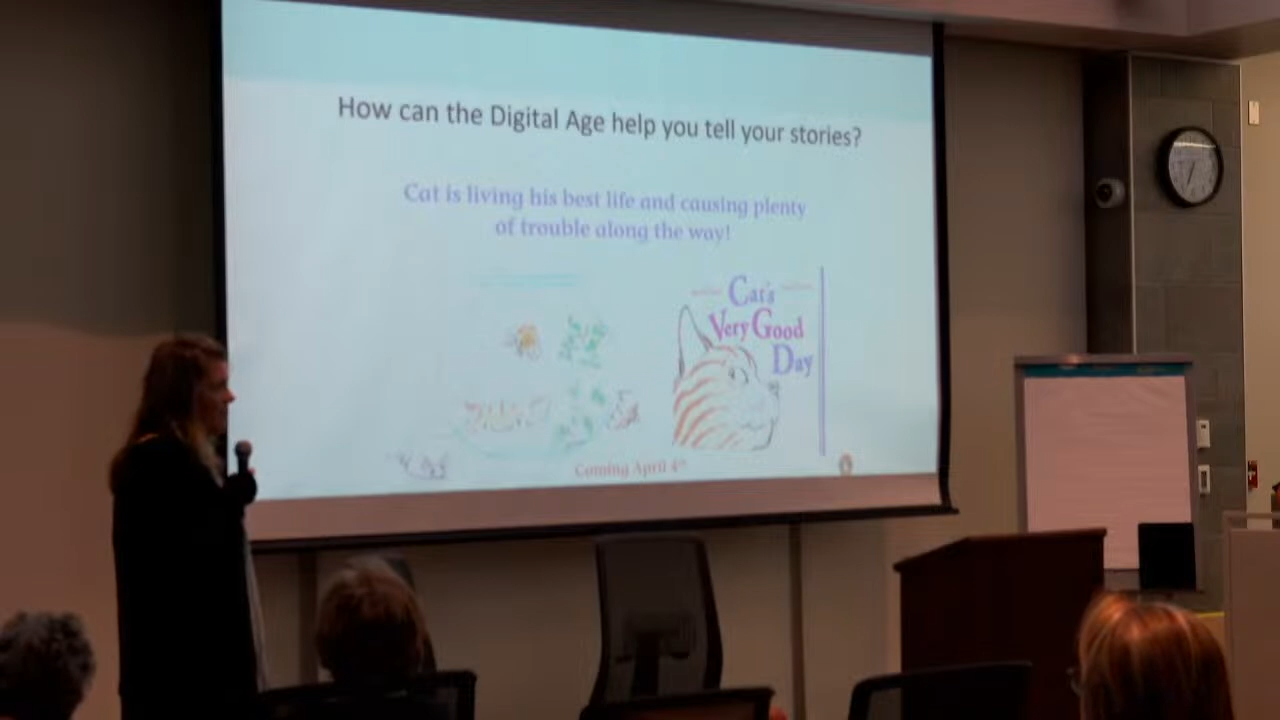 How can the Digital Age help you tell your stories?
Cat is living his best life and causing plenty
of trouble along the way!
Cat's
Very Good
Day
Coming April 4th